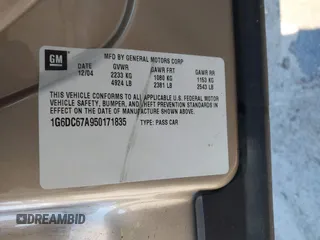 GM
MFD BY GENERAL MOTORS CORP
DATE GVWR GAWR FRT GAWR RR
12/04 2233 KG 1080 KG 1153 KG
4924 LB 2381 LB 2543 LB
THIS VEHICLE CONFORMS TO ALL APPLICABLE U.S. FEDERAL MOTOR
VEHICLE SAFETY, BUMPER, AND THEFT PREVENTION STANDARDS IN
EFFECT ON THE DATE OF MANUFACTURE SHOWN ABOVE.
1G6DC67A950171835 TYPE: PASS CAR
DREAMBID